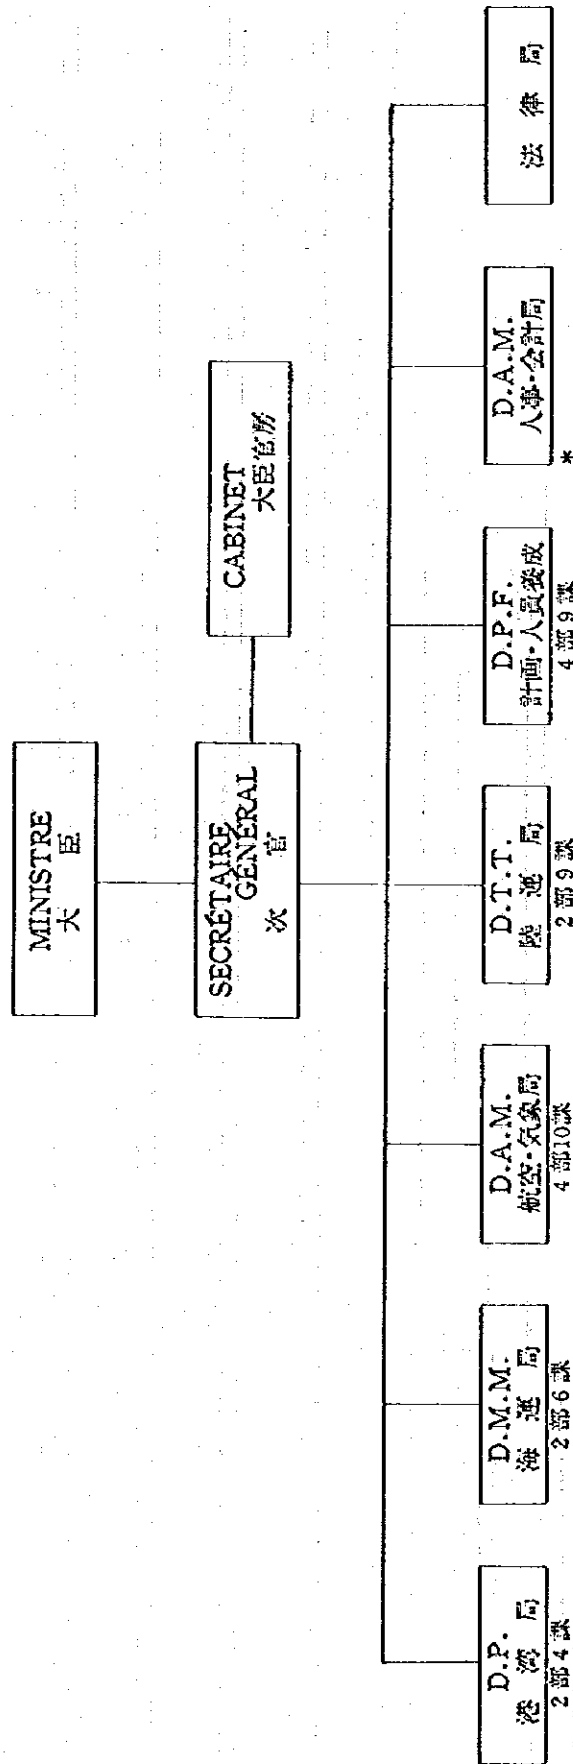 MINISTRE
大臣
SECRÉTAIRE
GÉNÉRAL
次官
CABINET
大臣官房
D.P.
港湾局
2部4課
D.M.M.
海運局
2部6課
D.A.M.
航空・気象局
4部10課
D.T.T.
陸運局
2部9課
D.P.F.
計画・人員養成
4部9課
D.A.M.
人事・会計局
*
法律局